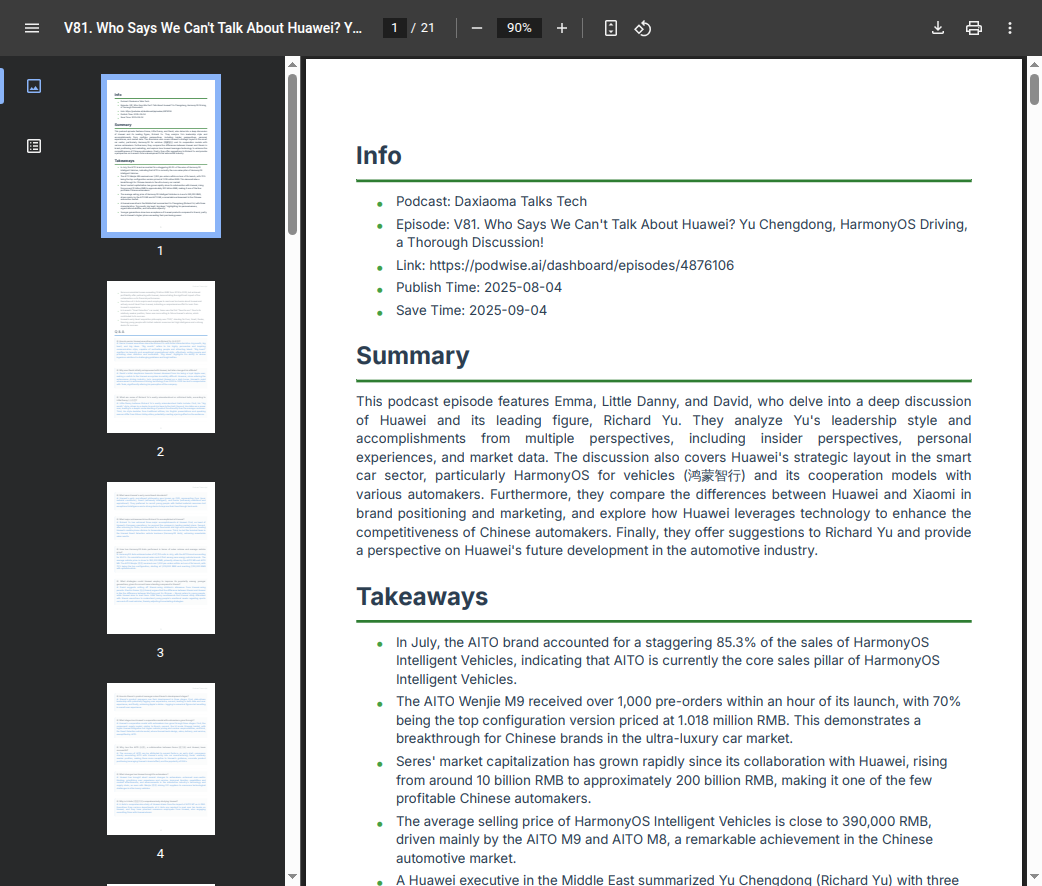 V81. Who Says We Can't Talk About Huawei? Y...
1 / 21
90%
1
2
3
4
Info
Podcast: Daxiaoma Talks Tech
Episode: V81. Who Says We Can't Talk About Huawei? Yu Chengdong, HarmonyOS Driving,
a Thorough Discussion!
Link: https://podwise.ai/dashboard/episodes/4876106
Publish Time: 2025-08-04
Save Time: 2025-09-04
Summary
This podcast episode features Emma, Little Danny, and David, who delve into a deep discussion
of Huawei and its leading figure, Richard Yu. They analyze Yu's leadership style and
accomplishments from multiple perspectives, including insider perspectives, personal
experiences, and market data. The discussion also covers Huawei's strategic layout in the smart
car sector, particularly HarmonyOS for vehicles (鸿蒙智行) and its cooperation models with
various automakers. Furthermore, they compare the differences between Huawei and Xiaomi in
brand positioning and marketing, and explore how Huawei leverages technology to enhance the
competitiveness of Chinese automakers. Finally, they offer suggestions to Richard Yu and provide
a perspective on Huawei's future development in the automotive industry.
Takeaways
In July, the AITO brand accounted for a staggering 85.3% of the sales of HarmonyOS
Intelligent Vehicles, indicating that AITO is currently the core sales pillar of HarmonyOS
Intelligent Vehicles.
The AITO Wenjie M9 received over 1,000 pre-orders within an hour of its launch, with 70%
being the top configuration version priced at 1.018 million RMB. This demonstrates a
breakthrough for Chinese brands in the ultra-luxury car market.
Seres' market capitalization has grown rapidly since its collaboration with Huawei, rising
from around 10 billion RMB to approximately 200 billion RMB, making it one of the few
profitable Chinese automakers.
The average selling price of HarmonyOS Intelligent Vehicles is close to 390,000 RMB,
driven mainly by the AITO M9 and AITO M8, a remarkable achievement in the Chinese
automotive market.
A Huawei executive in the Middle East summarized Yu Chengdong (Richard Yu) with three